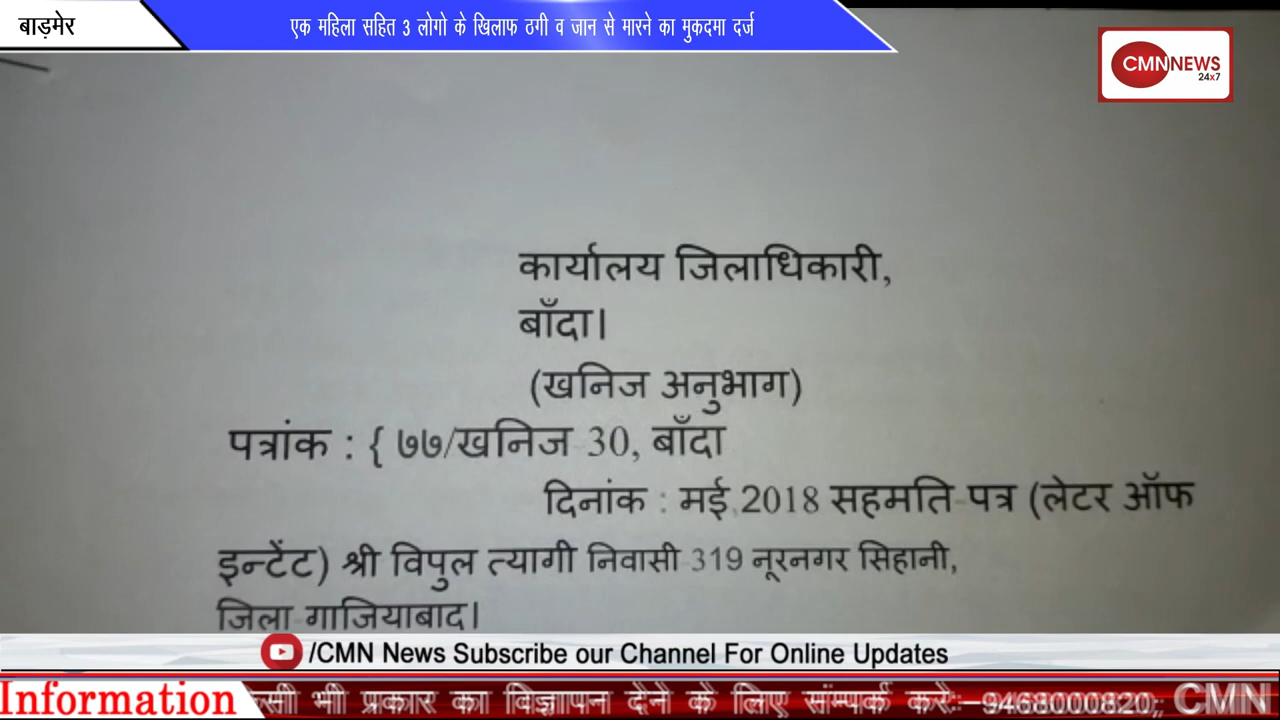 बाड़मेर
एक महिला सहित 3 लोगो के खिलाफ ठगी व जान से मारने का मुकदमा दर्ज
CMNNEWS
24x7
कार्यालय जिलाधिकारी,
बाँदा।
(खनिज अनुभाग)
पत्रांक : { ७७/खनिज 30, बाँदा
दिनांक : मई 2018 सहमति पत्र (लेटर ऑफ
इन्टेंट) श्री विपुल त्यागी निवासी 319 नूरनगर सिहानी,
जिला गाजियाबाद।
/CMN News Subscribe our Channel For Online Updates
Information भी प्रकार का विज्ञापन देने के लिए संम्पर्क करें:-9468000820, CMN